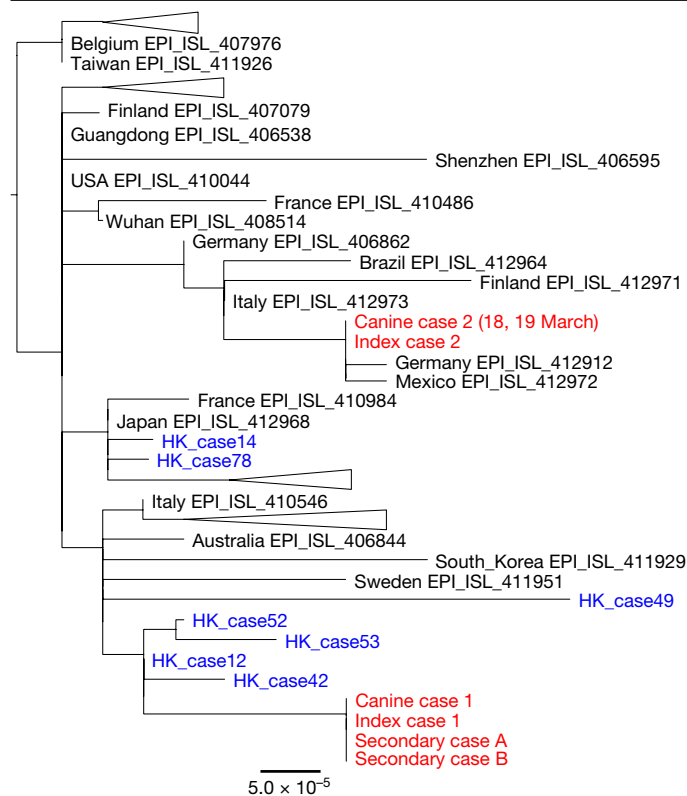 Belgium EPI_ISL_407976
Taiwan EPI_ISL_411926
Finland EPI_ISL_407079
Guangdong EPI_ISL_406538
Shenzhen EPI_ISL_406595
USA EPI_ISL_410044
France EPI_ISL_410486
Wuhan EPI_ISL_408514
Germany EPI_ISL_406862
Brazil EPI_ISL_412964
Finland EPI_ISL_412971
Italy EPI_ISL_412973
Canine case 2 (18, 19 March)
Index case 2
Germany EPI_ISL_412912
Mexico EPI_ISL_412972
France EPI_ISL_410984
Japan EPI_ISL_412968
HK_case14
HK_case78
Italy EPI_ISL_410546
Australia EPI_ISL_406844
South_Korea EPI_ISL_411929
Sweden EPI_ISL_411951
HK_case49
HK_case52
HK_case53
HK_case12
HK_case42
Canine case 1
Index case 1
Secondary case A
Secondary case B
5.0 × 10⁻⁵